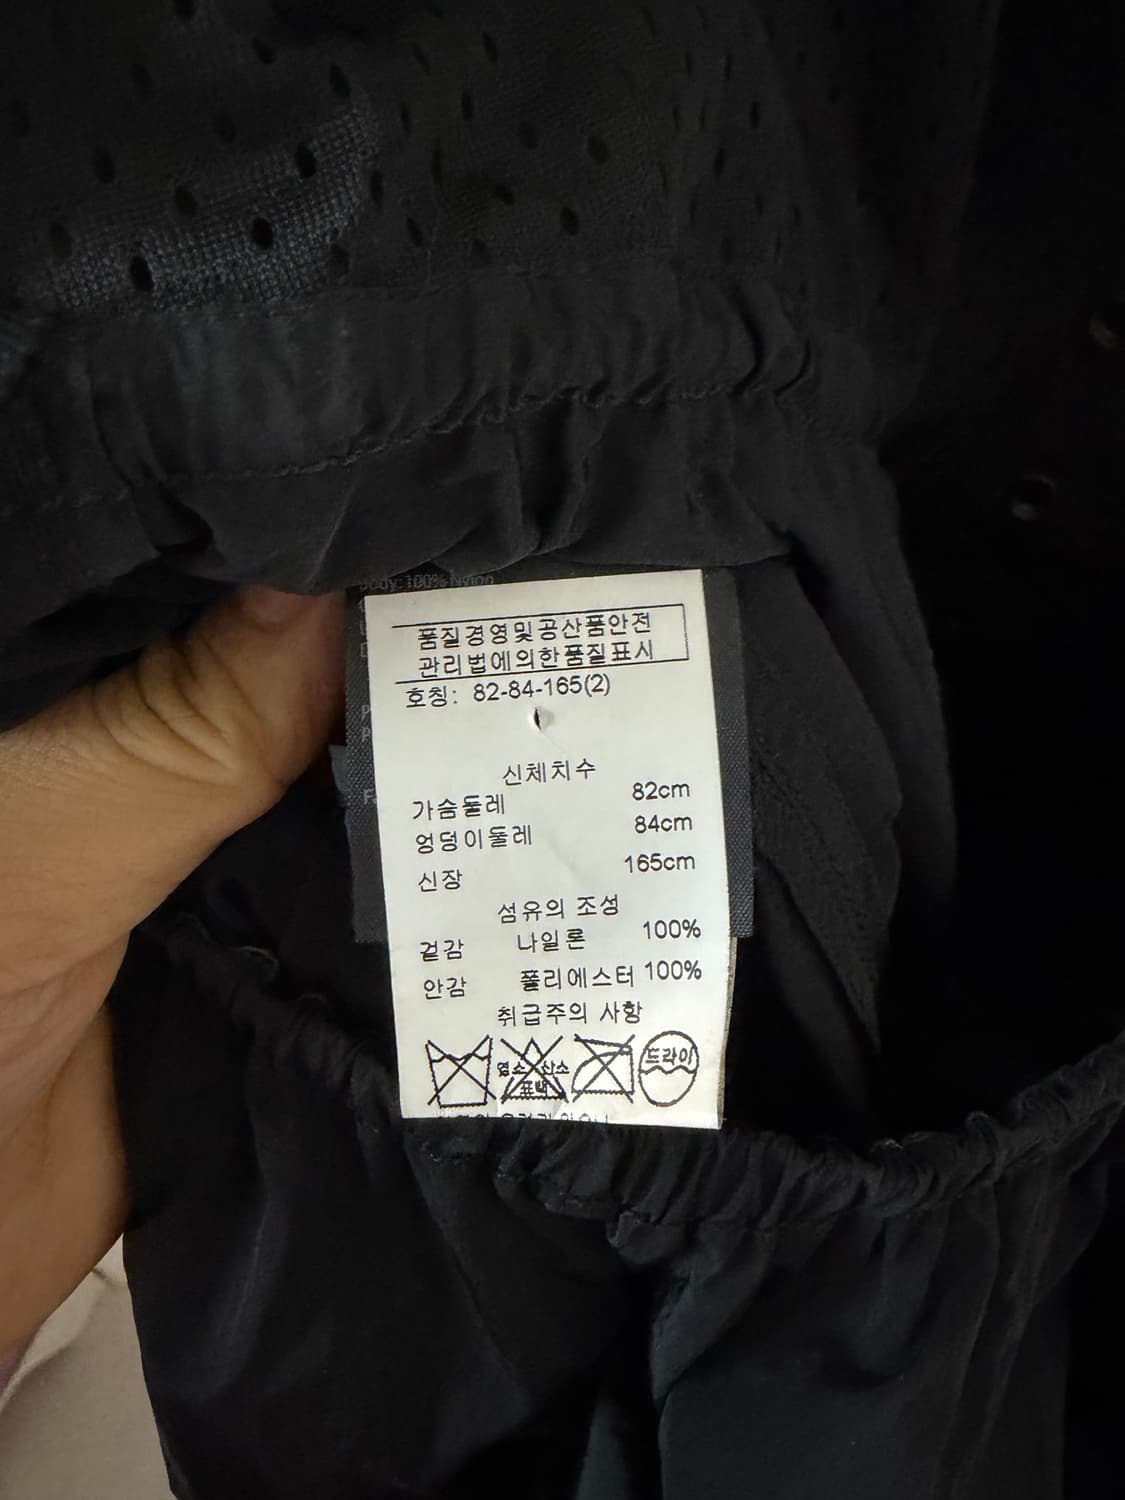 Body: 100% Nylon
품질경영및공산품안전
관리법에의한품질표시
호칭: 82-84-165(2)
신체치수
가슴둘레 82cm
엉덩이둘레 84cm
신장 165cm
섬유의 조성
겉감 나일론 100%
안감 폴리에스터 100%
취급주의 사항
염소 산소 드라이
표백